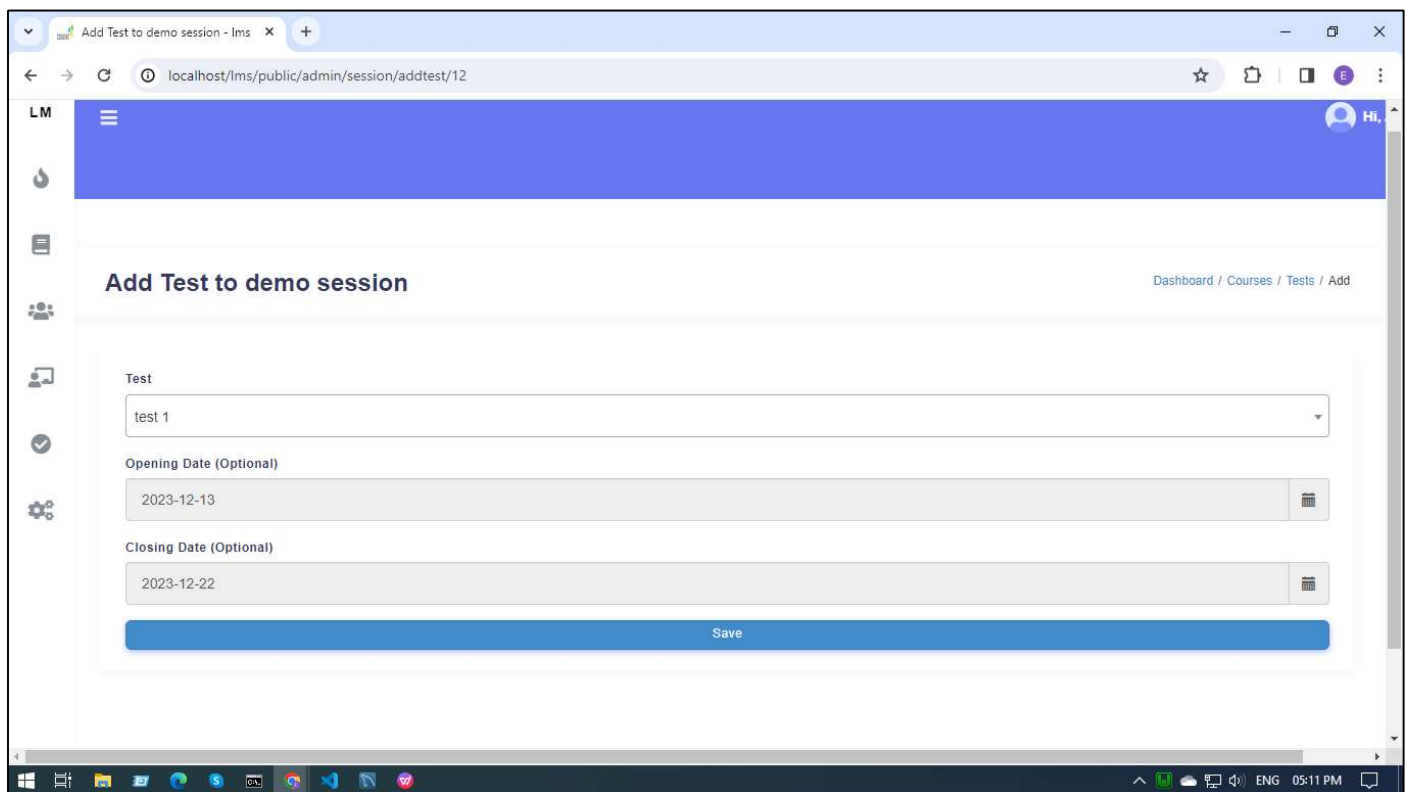 Add Test to demo session - lms
localhost/lms/public/admin/session/addtest/12
E
LM
Hi,
Add Test to demo session
Dashboard / Courses / Tests / Add
Test
test 1
Opening Date (Optional)
2023-12-13
Closing Date (Optional)
2023-12-22
Save
ENG 05:11 PM